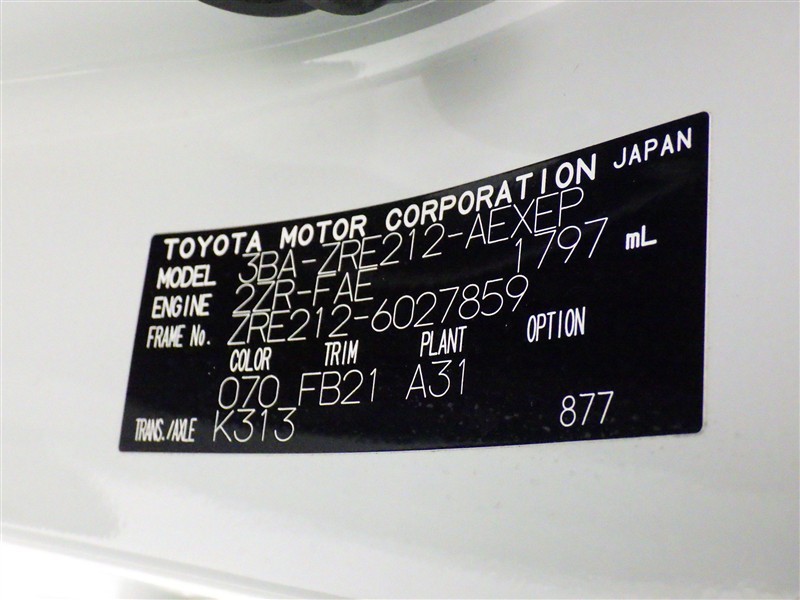 TOYOTA MOTOR CORPORATION JAPAN
MODEL 3BA-ZRE212-AEXEP
ENGINE 2ZR-FAE 1797 mL
FRAME No. ZRE212-6027859
COLOR TRIM PLANT OPTION
070 FB21 A31
TRANS./AXLE K313 877